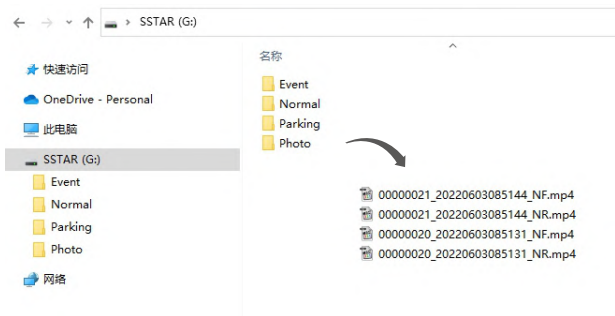 SSTAR (G:)
快速访问
OneDrive - Personal
此电脑
SSTAR (G:)
Event
Normal
Parking
Photo
网络
名称
Event
Normal
Parking
Photo
00000021_20220603085144_NF.mp4
00000021_20220603085144_NR.mp4
00000020_20220603085131_NF.mp4
00000020_20220603085131_NR.mp4